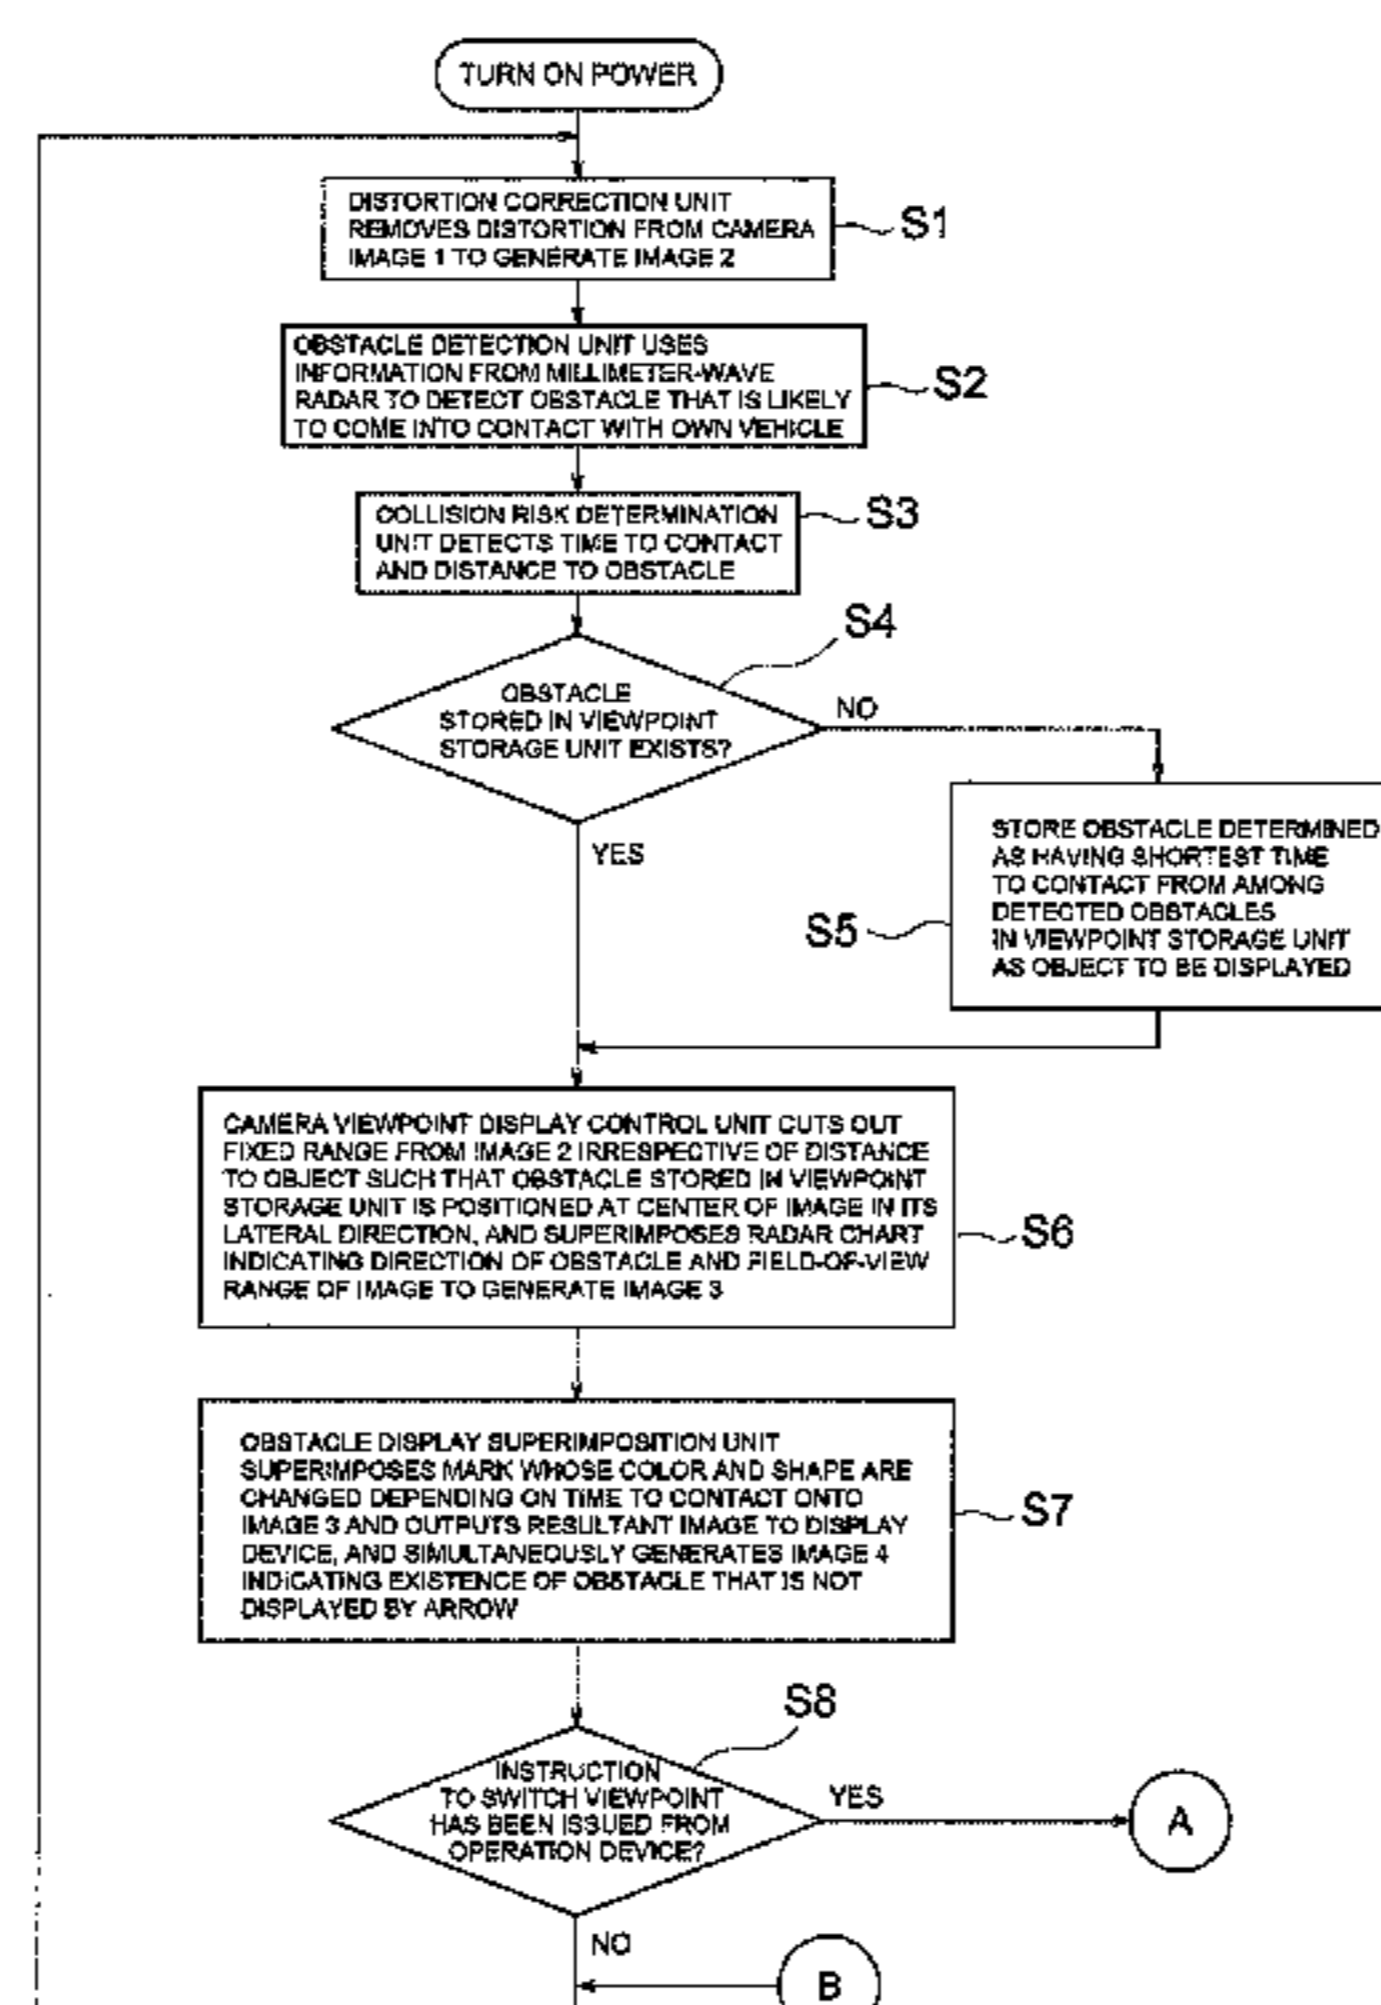 TURN ON POWER
DISTORTION CORRECTION UNIT
REMOVES DISTORTION FROM CAMERA
IMAGE 1 TO GENERATE IMAGE 2
S1
OBSTACLE DETECTION UNIT USES
INFORMATION FROM MILLIMETER-WAVE
RADAR TO DETECT OBSTACLE THAT IS LIKELY
TO COME INTO CONTACT WITH OWN VEHICLE
S2
COLLISION RISK DETERMINATION
UNIT DETECTS TIME TO CONTACT
AND DISTANCE TO OBSTACLE
S3
S4
OBSTACLE
STORED IN VIEWPOINT
STORAGE UNIT EXISTS?
NO
YES
STORE OBSTACLE DETERMINED
AS HAVING SHORTEST TIME
TO CONTACT FROM AMONG
DETECTED OBSTACLES
IN VIEWPOINT STORAGE UNIT
AS OBJECT TO BE DISPLAYED
S5
CAMERA VIEWPOINT DISPLAY CONTROL UNIT CUTS OUT
FIXED RANGE FROM IMAGE 2 IRRESPECTIVE OF DISTANCE
TO OBJECT SUCH THAT OBSTACLE STORED IN VIEWPOINT
STORAGE UNIT IS POSITIONED AT CENTER OF IMAGE IN ITS
LATERAL DIRECTION, AND SUPERIMPOSES RADAR CHART
INDICATING DIRECTION OF OBSTACLE AND FIELD-OF-VIEW
RANGE OF IMAGE TO GENERATE IMAGE 3
S6
OBSTACLE DISPLAY SUPERIMPOSITION UNIT
SUPERIMPOSES MARK WHOSE COLOR AND SHAPE ARE
CHANGED DEPENDING ON TIME TO CONTACT ONTO
IMAGE 3 AND OUTPUTS RESULTANT IMAGE TO DISPLAY
DEVICE, AND SIMULTANEOUSLY GENERATES IMAGE 4
INDICATING EXISTENCE OF OBSTACLE THAT IS NOT
DISPLAYED BY ARROW
S7
S8
INSTRUCTION
TO SWITCH VIEWPOINT
HAS BEEN ISSUED FROM
OPERATION DEVICE?
YES
A
NO
B